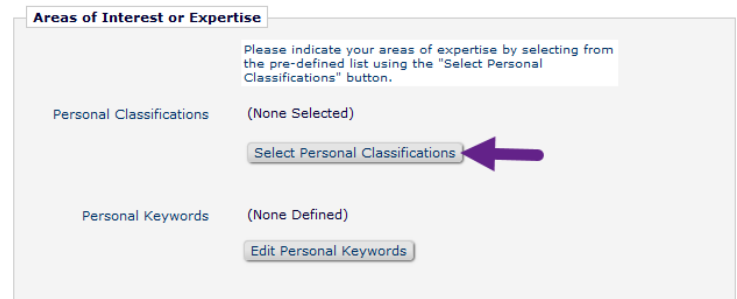 Areas of Interest or Expertise
Please indicate your areas of expertise by selecting from
the pre-defined list using the "Select Personal
Classifications" button.
Personal Classifications (None Selected)
Select Personal Classifications
Personal Keywords (None Defined)
Edit Personal Keywords